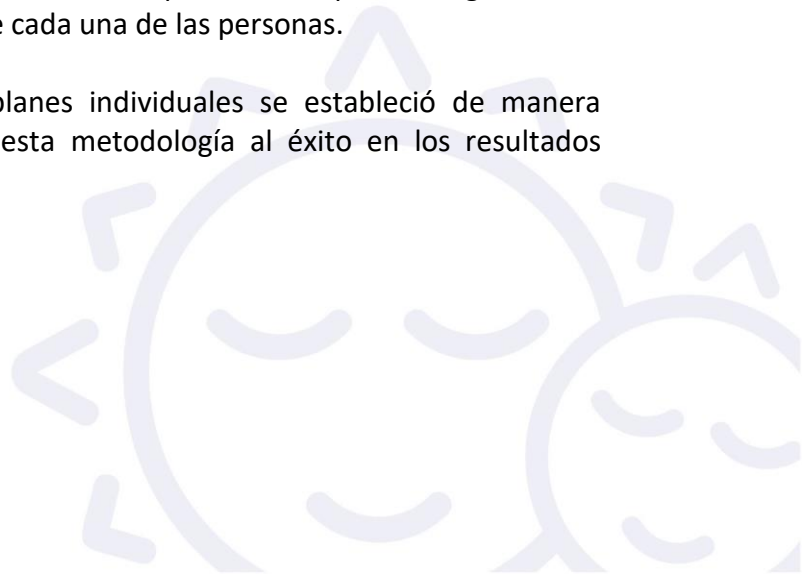 cada una de las personas.
planes individuales se estableció de manera
esta metodología al éxito en los resultados